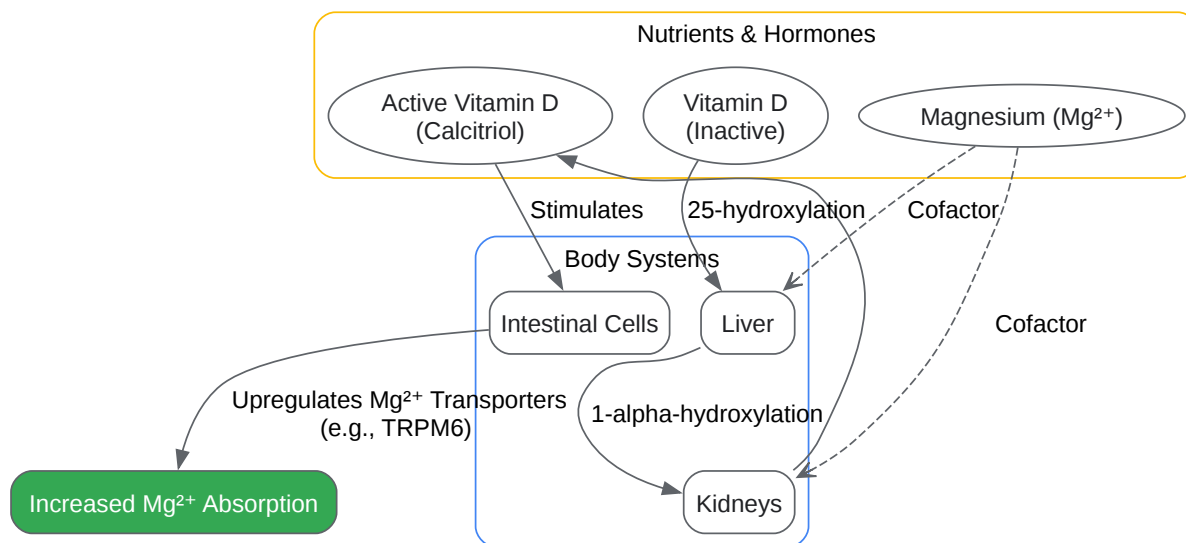 Nutrients & Hormones
Active Vitamin D
(Calcitriol)
Vitamin D
(Inactive)
Magnesium (Mg²⁺)
Stimulates
25-hydroxylation
Cofactor
Body Systems
Intestinal Cells
Liver
Cofactor
Upregulates Mg²⁺ Transporters
(e.g., TRPM6)
1-alpha-hydroxylation
Increased Mg²⁺ Absorption
Kidneys